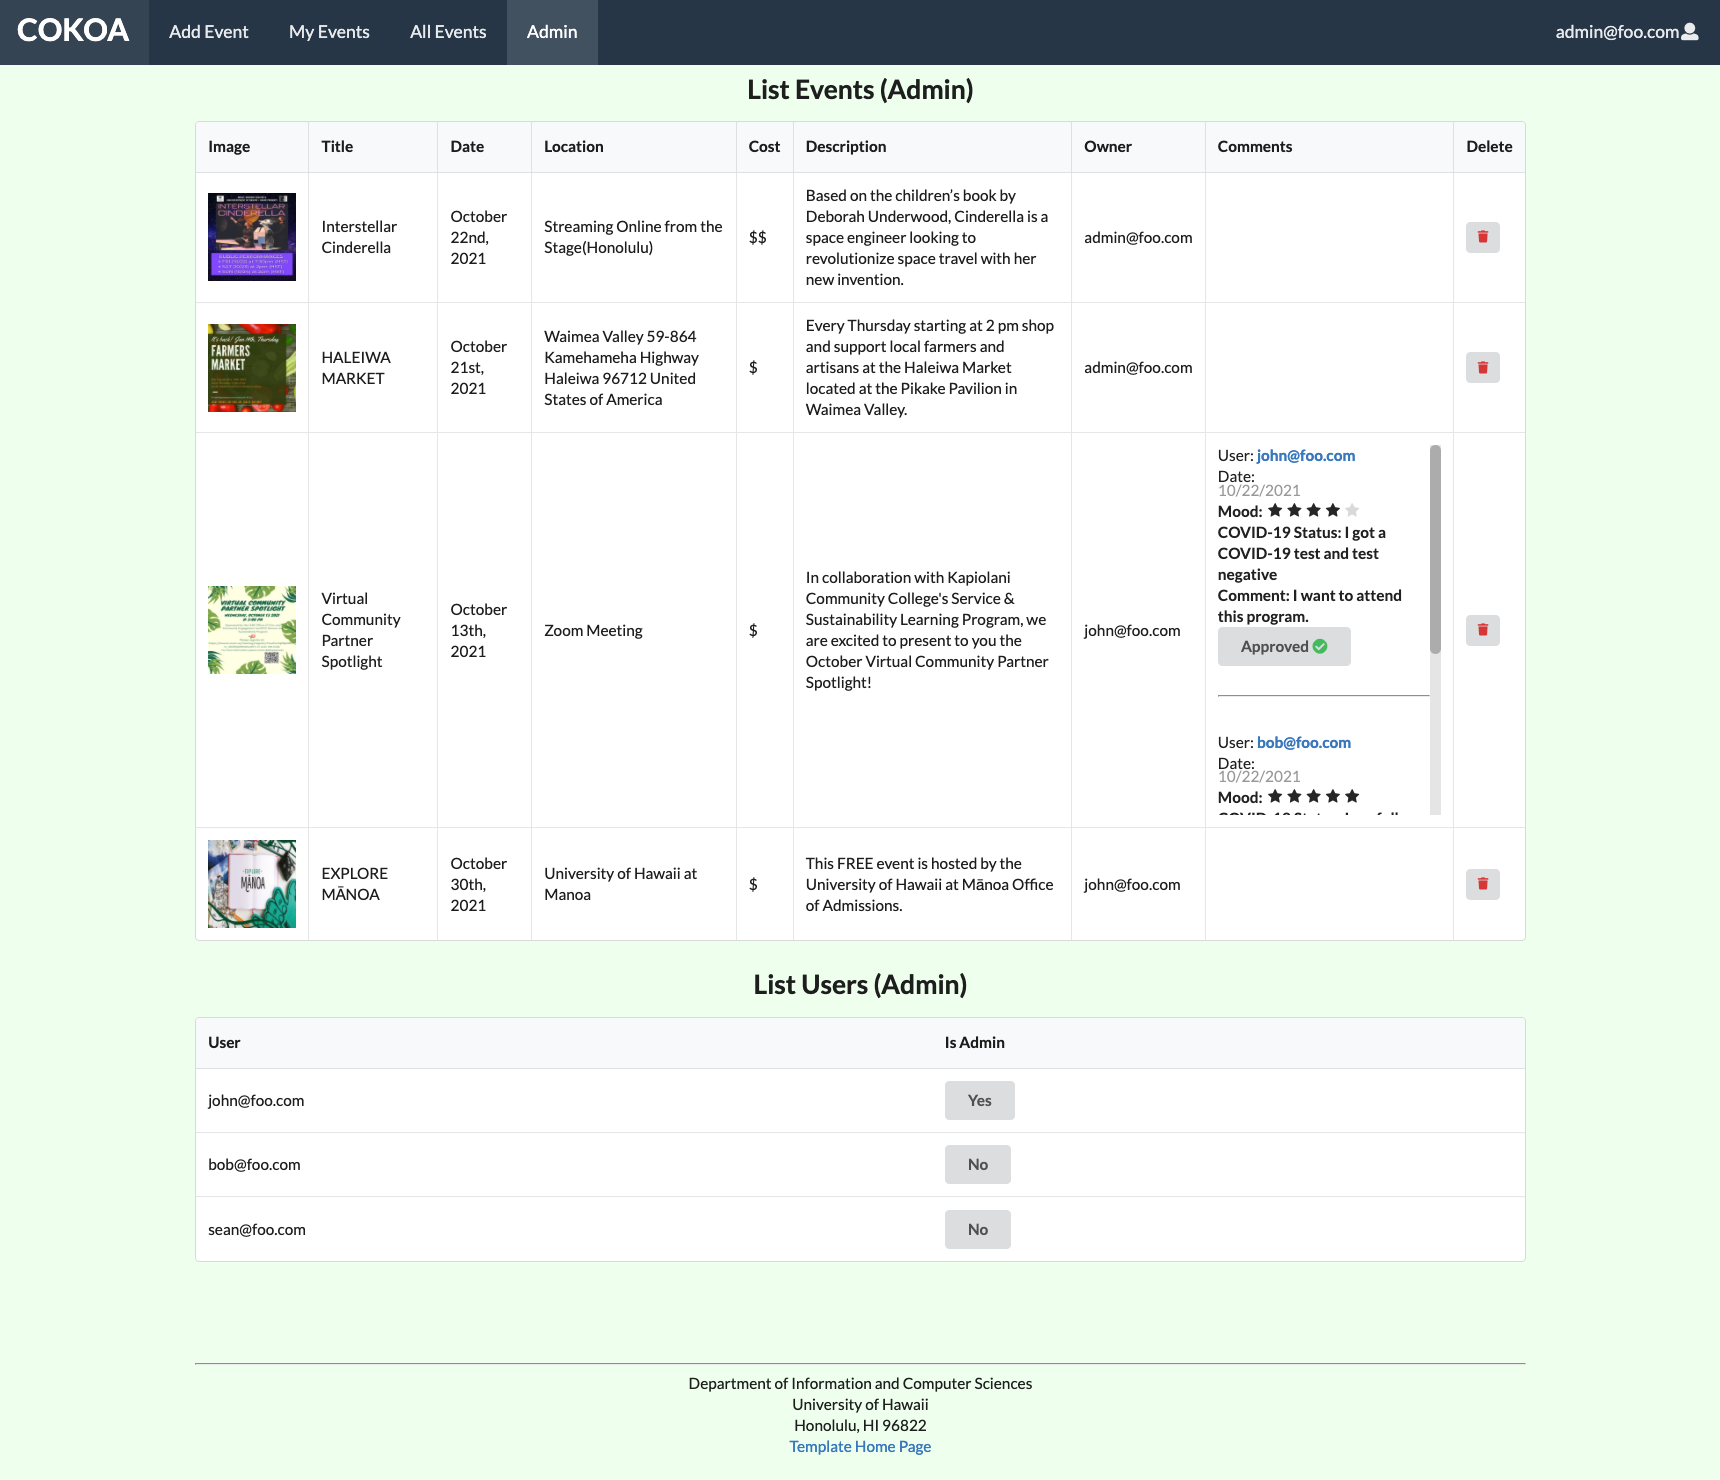 COKOA
Add Event
My Events
All Events
Admin
admin@foo.com
List Events (Admin)
Image
Title
Date
Location
Cost
Description
Owner
Comments
Delete
INTERSTELLAR
CINDERELLA
Interstellar
Cinderella
October
22nd,
2021
Streaming Online from the
Stage(Honolulu)
$$
Based on the children’s book by
Deborah Underwood, Cinderella is a
space engineer looking to
revolutionize space travel with her
new invention.
admin@foo.com
FARMERS
MARKET
HALEIWA
MARKET
October
21st,
2021
Waimea Valley 59-864
Kamehameha Highway
Haleiwa 96712 United
States of America
$
Every Thursday starting at 2 pm shop
and support local farmers and
artisans at the Haleiwa Market
located at the Pikake Pavilion in
Waimea Valley.
admin@foo.com
VIRTUAL COMMUNITY
PARTNER SPOTLIGHT
Virtual
Community
Partner
Spotlight
October
13th,
2021
Zoom Meeting
$
In collaboration with Kapiolani
Community College's Service &
Sustainability Learning Program, we
are excited to present to you the
October Virtual Community Partner
Spotlight!
john@foo.com
User: john@foo.com
Date:
10/22/2021
Mood:
COVID-19 Status: I got a
COVID-19 test and test
negative
Comment: I want to attend
this program.
Approved
User: bob@foo.com
Date:
10/22/2021
Mood:
MĀNOA
EXPLORE
MĀNOA
October
30th,
2021
University of Hawaii at
Manoa
$
This FREE event is hosted by the
University of Hawaii at Mānoa Office
of Admissions.
john@foo.com
List Users (Admin)
User
Is Admin
john@foo.com
Yes
bob@foo.com
No
sean@foo.com
No
Department of Information and Computer Sciences
University of Hawaii
Honolulu, HI 96822
Template Home Page